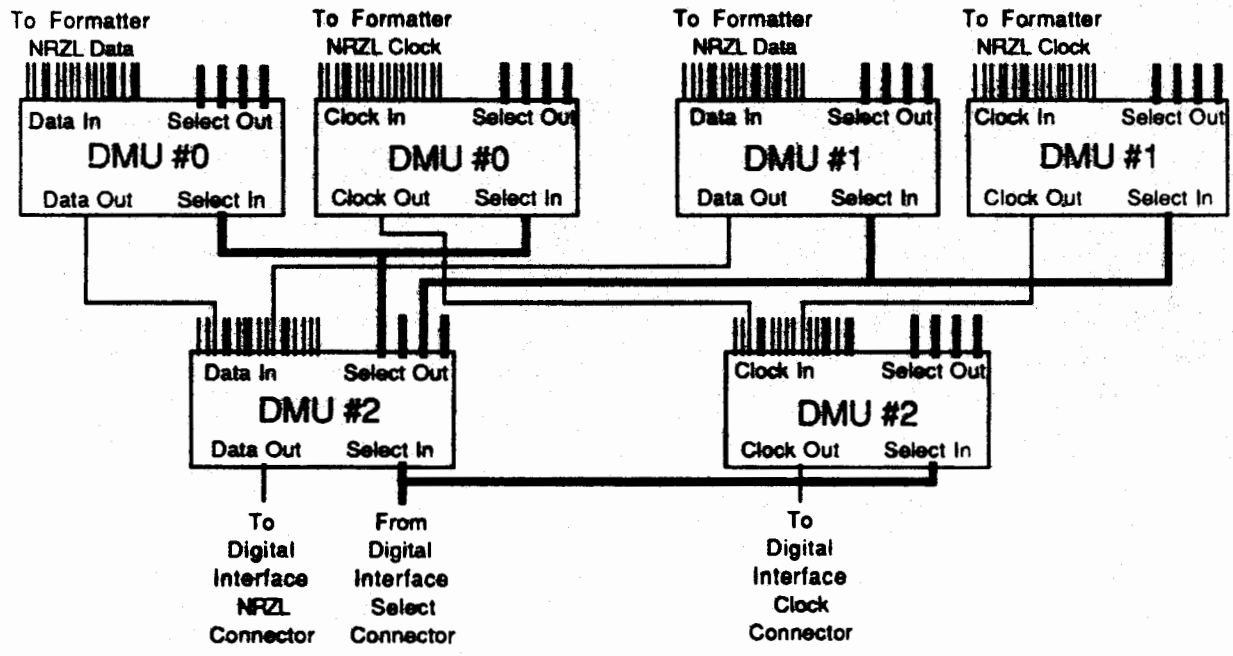 To Formatter
NRZL Data
To Formatter
NRZL Clock
To Formatter
NRZL Data
To Formatter
NRZL Clock
Data In Select Out
DMU #0
Data Out Select In
Clock In Select Out
DMU #0
Clock Out Select In
Data In Select Out
DMU #1
Data Out Select In
Clock In Select Out
DMU #1
Clock Out Select In
Data In Select Out
DMU #2
Data Out Select In
Clock In Select Out
DMU #2
Clock Out Select In
To
Digital
Interface
NRZL
Connector
From
Digital
Interface
Select
Connector
To
Digital
Interface
Clock
Connector